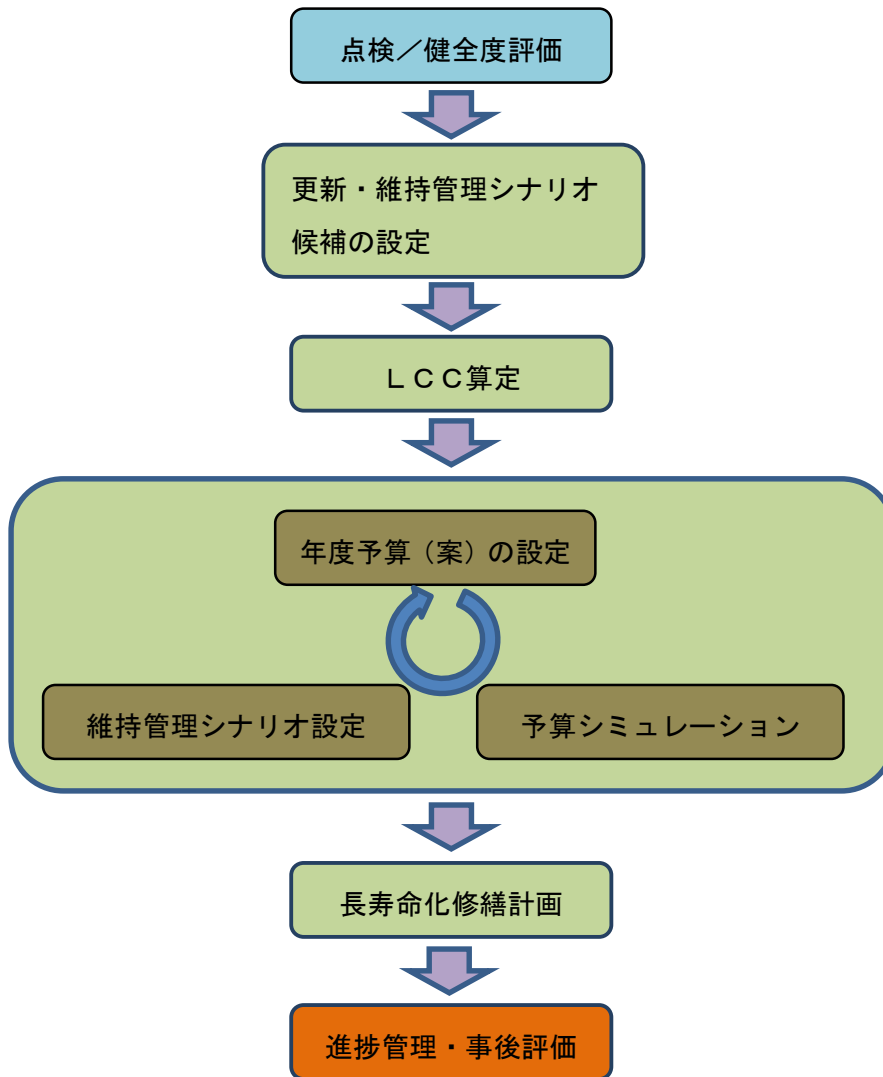 点検／健全度評価
更新・維持管理シナリオ
候補の設定
ＬＣＣ算定
年度予算（案）の設定
維持管理シナリオ設定
予算シミュレーション
長寿命化修繕計画
進捗管理・事後評価